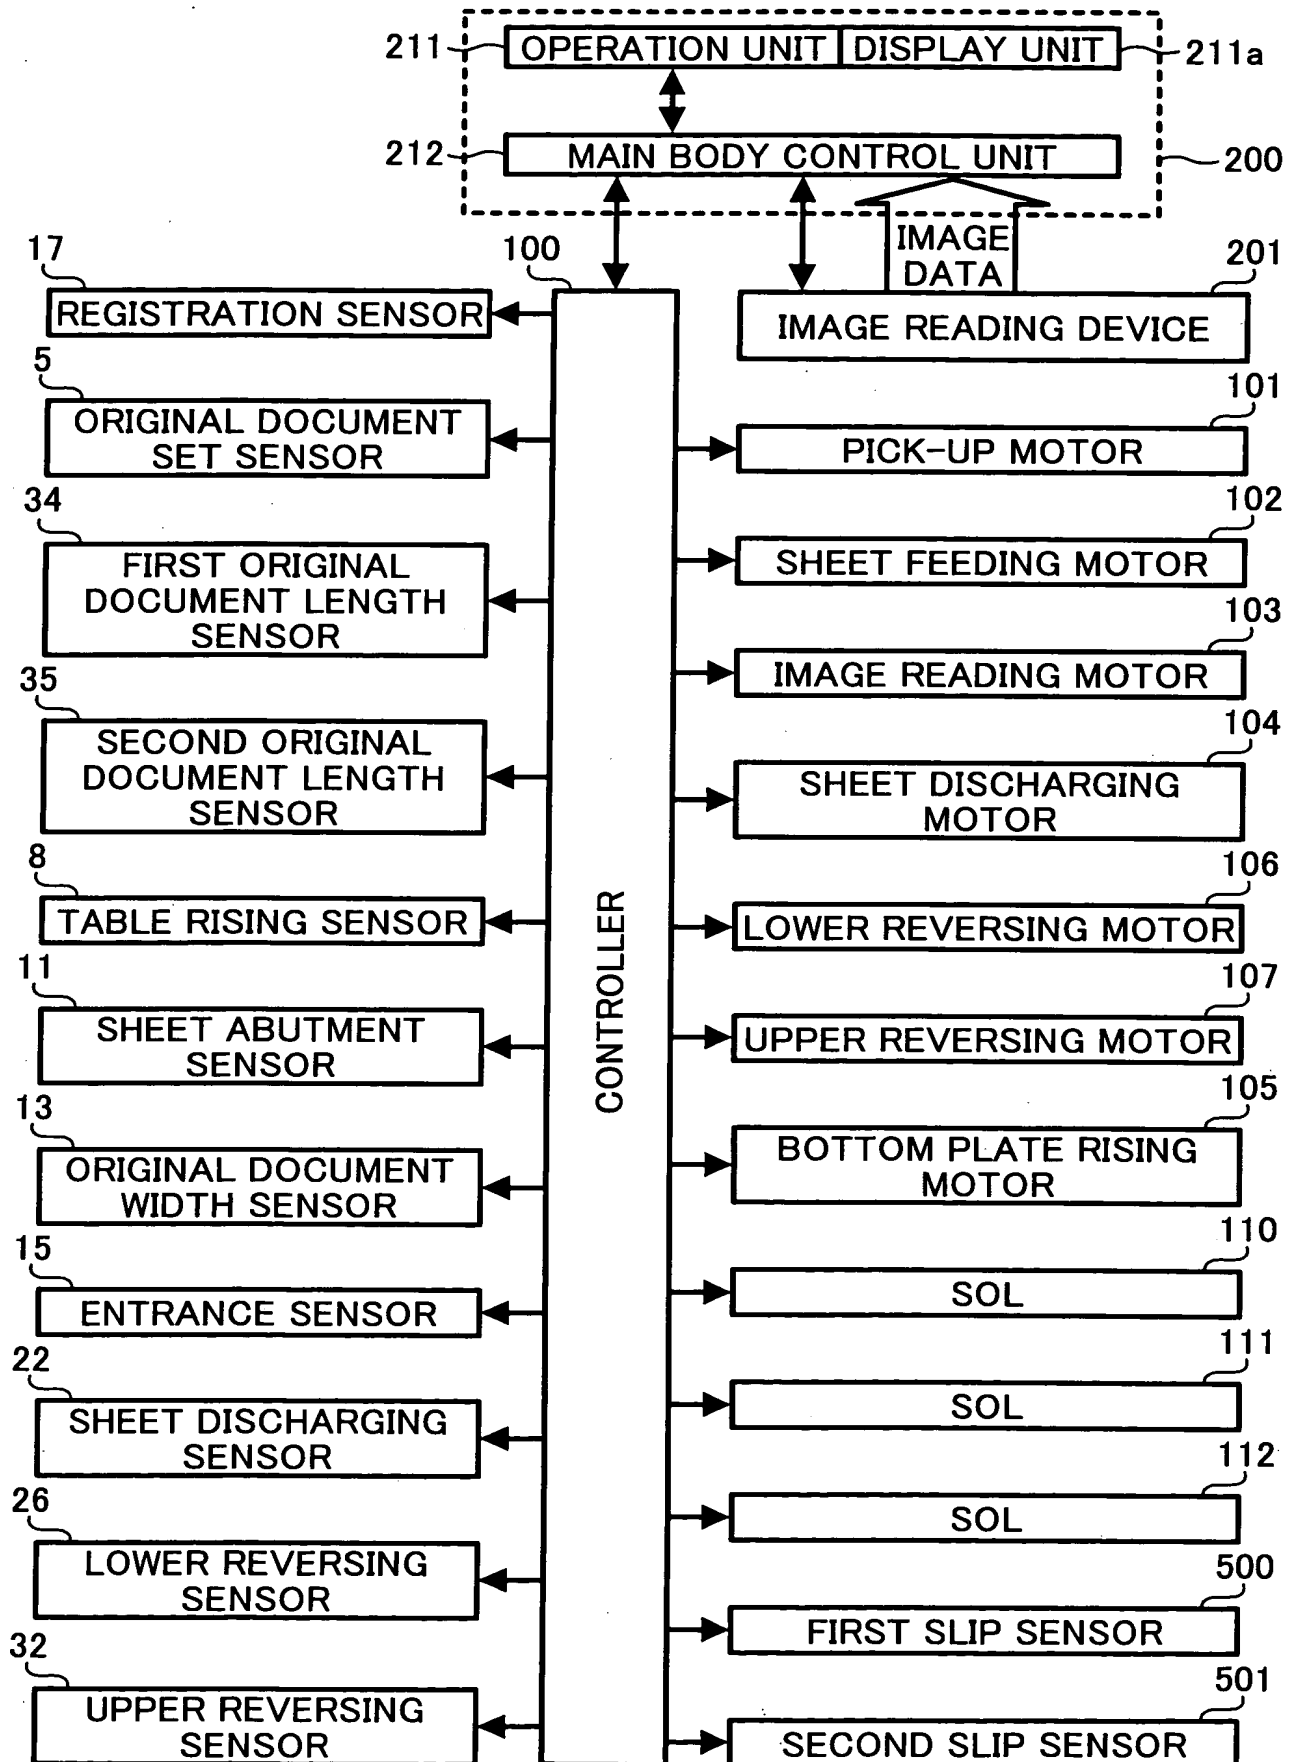 211
OPERATION UNIT
DISPLAY UNIT
211a
212
MAIN BODY CONTROL UNIT
200
IMAGE
DATA
17
REGISTRATION SENSOR
100
CONTROLLER
201
IMAGE READING DEVICE
5
ORIGINAL DOCUMENT
SET SENSOR
34
FIRST ORIGINAL
DOCUMENT LENGTH
SENSOR
35
SECOND ORIGINAL
DOCUMENT LENGTH
SENSOR
8
TABLE RISING SENSOR
11
SHEET ABUTMENT
SENSOR
13
ORIGINAL DOCUMENT
WIDTH SENSOR
15
ENTRANCE SENSOR
22
SHEET DISCHARGING
SENSOR
26
LOWER REVERSING
SENSOR
32
UPPER REVERSING
SENSOR
101
PICK-UP MOTOR
102
SHEET FEEDING MOTOR
103
IMAGE READING MOTOR
104
SHEET DISCHARGING
MOTOR
106
LOWER REVERSING MOTOR
107
UPPER REVERSING MOTOR
105
BOTTOM PLATE RISING
MOTOR
110
SOL
111
SOL
112
SOL
500
FIRST SLIP SENSOR
501
SECOND SLIP SENSOR